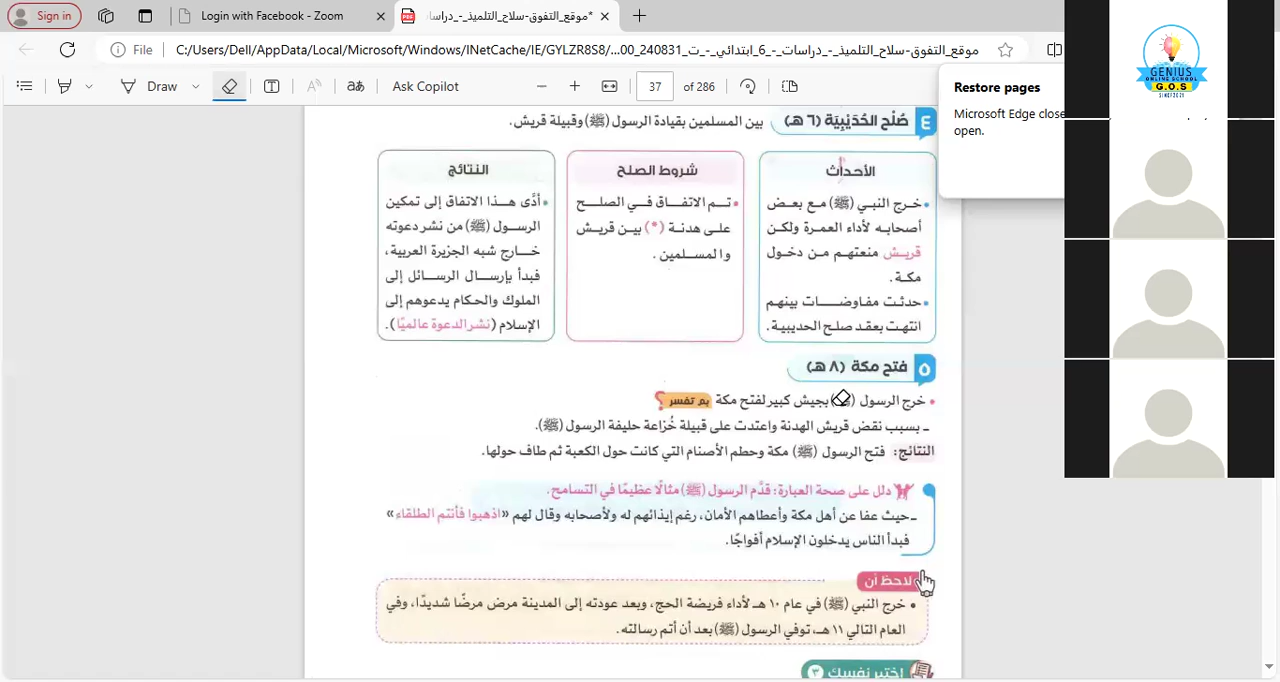 Sign in
Login with Facebook - Zoom
*موقع_التفوق-سلاح_التلميذ_-_دراسات
File
C:/Users/Dell/AppData/Local/Microsoft/Windows/INetCache/IE/GYLZR8S8/...00_240831_موقع_التفوق-سلاح_التلميذ_-_دراسات_-_6_ابتدائي_-_ت
Draw
Ask Copilot
37
of 286
Restore pages
Microsoft Edge close
open.
GENIUS
ONLINE SCHOOL
G.O.S
SINCE2021
٤ صُلْح الحُدَيْبِيَة (٦ هـ) بين المسلمين بقيادة الرسول (ﷺ) وقبيلة قريش.
الأحداث
• خرج النبي (ﷺ) مع بعض
أصحابه لأداء العمرة ولكن
قريش منعتهم من دخول
مكة.
• حدثت مفاوضات بينهم
انتهت بعقد صلح الحديبية.
شروط الصلح
• تم الاتفاق في الصلح
على هدنة (*) بين قريش
والمسلمين.
النتائج
• أدَّى هذا الاتفاق إلى تمكين
الرسول (ﷺ) من نشر دعوته
خارج شبه الجزيرة العربية،
فبدأ بإرسال الرسائل إلى
الملوك والحكام يدعوهم إلى
الإسلام (نشر الدعوة عالميًا).
٥ فتح مكة (٨ هـ)
• خرج الرسول (ﷺ) بجيش كبير لفتح مكة بم تفسر ؟
ـ بسبب نقض قريش الهدنة واعتدت على قبيلة خُزاعة حليفة الرسول (ﷺ).
النتائج: فتح الرسول (ﷺ) مكة وحطم الأصنام التي كانت حول الكعبة ثم طاف حولها.
دلل على صحة العبارة: قدَّم الرسول (ﷺ) مثالًا عظيمًا في التسامح.
ـ حيث عفا عن أهل مكة وأعطاهم الأمان، رغم إيذائهم له ولأصحابه وقال لهم «اذهبوا فأنتم الطلقاء»
فبدأ الناس يدخلون الإسلام أفواجًا.
لاحظ أن
• خرج النبي (ﷺ) في عام ١٠ هـ لأداء فريضة الحج، وبعد عودته إلى المدينة مرض مرضًا شديدًا، وفي
العام التالي ١١ هـ، توفي الرسول (ﷺ) بعد أن أتم رسالته.
اختبر نفسك ٣